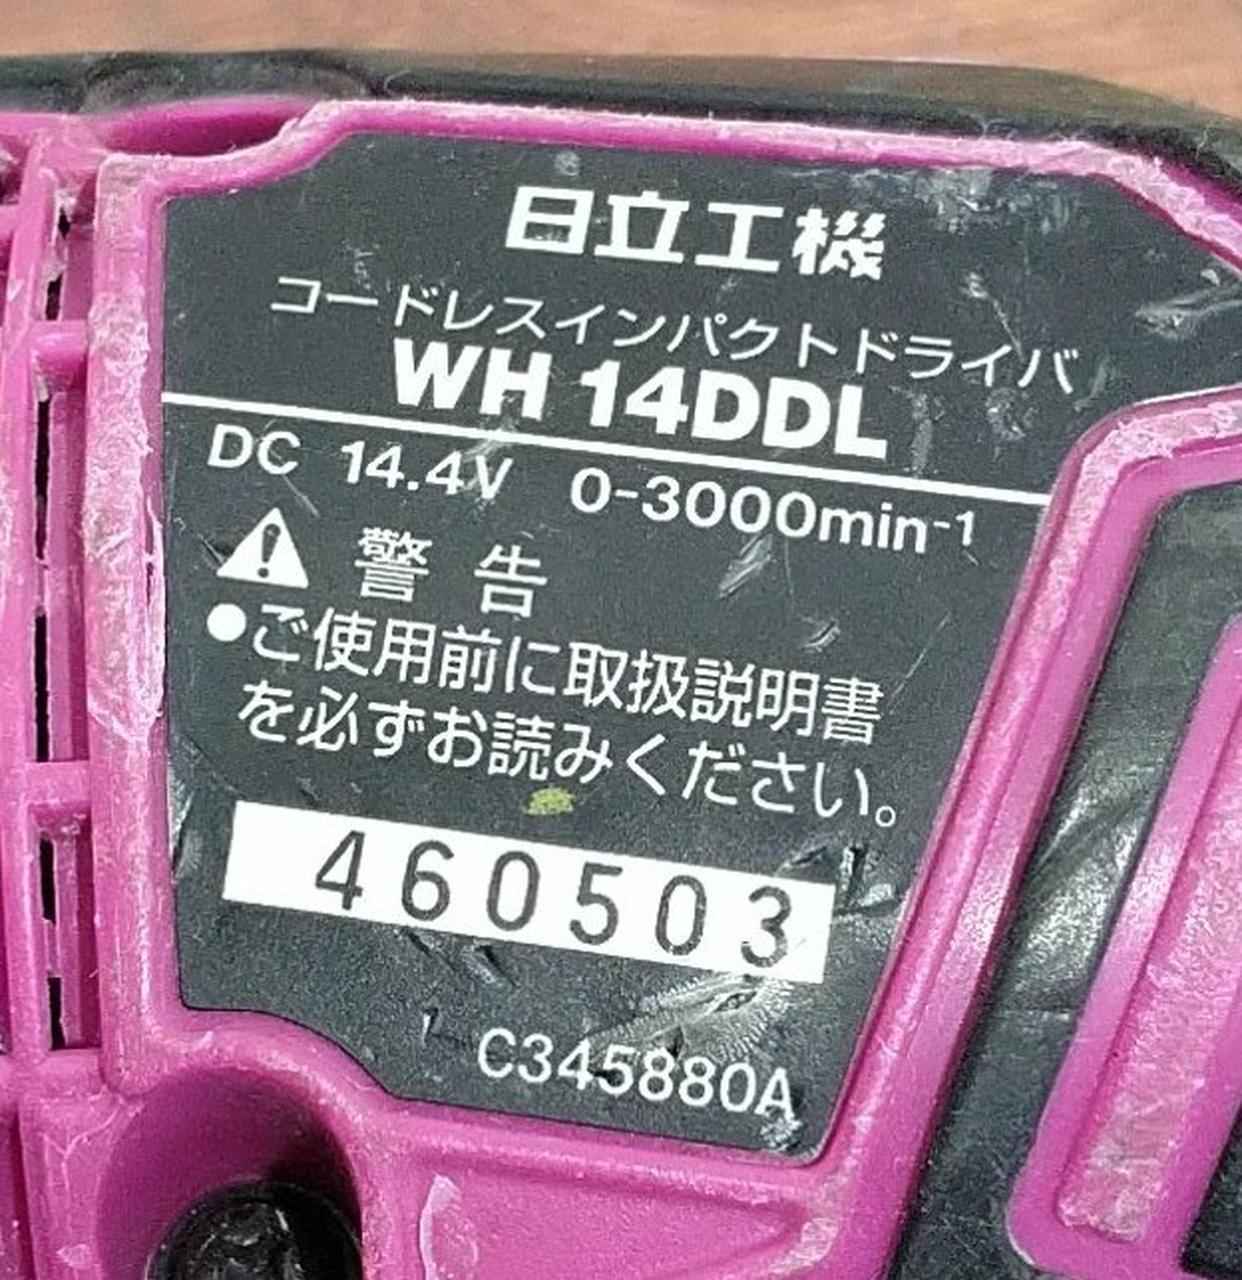 日立工機
コードレスインパクトドライバ
WH 14DDL
DC 14.4V 0-3000min⁻¹
警告
●ご使用前に取扱説明書
を必ずお読みください。
460503
C345880A